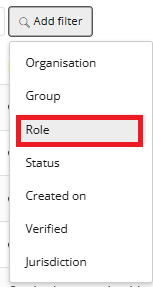 Add filter
Organisation
Group
Role
Status
Created on
Verified
Jurisdiction